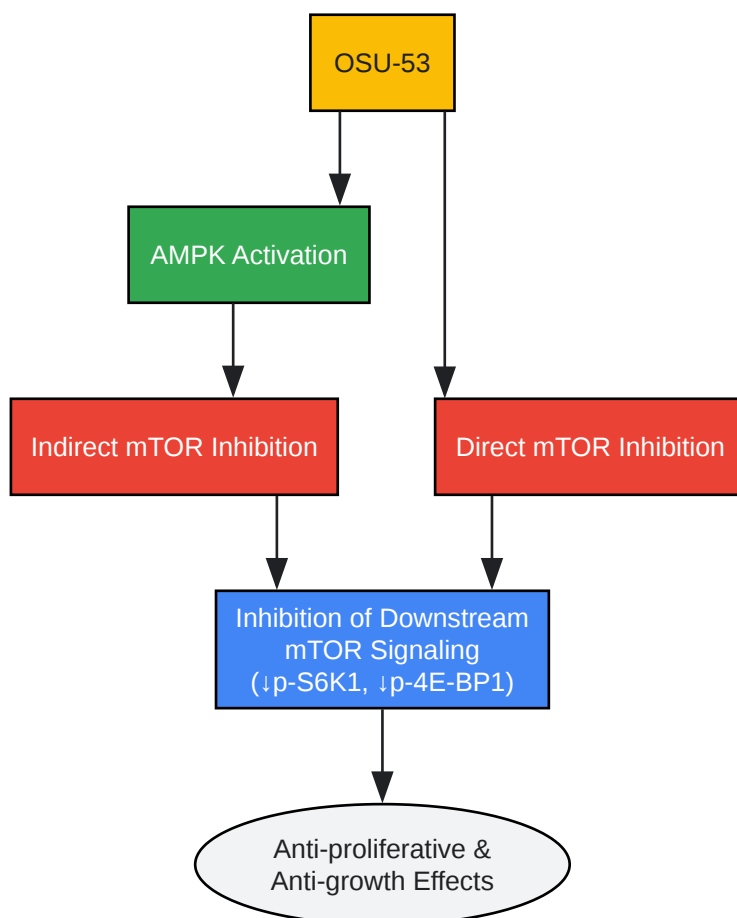 OSU-53
AMPK Activation
Indirect mTOR Inhibition
Direct mTOR Inhibition
Inhibition of Downstream
mTOR Signaling
(↓p-S6K1, ↓p-4E-BP1)
Anti-proliferative &
Anti-growth Effects